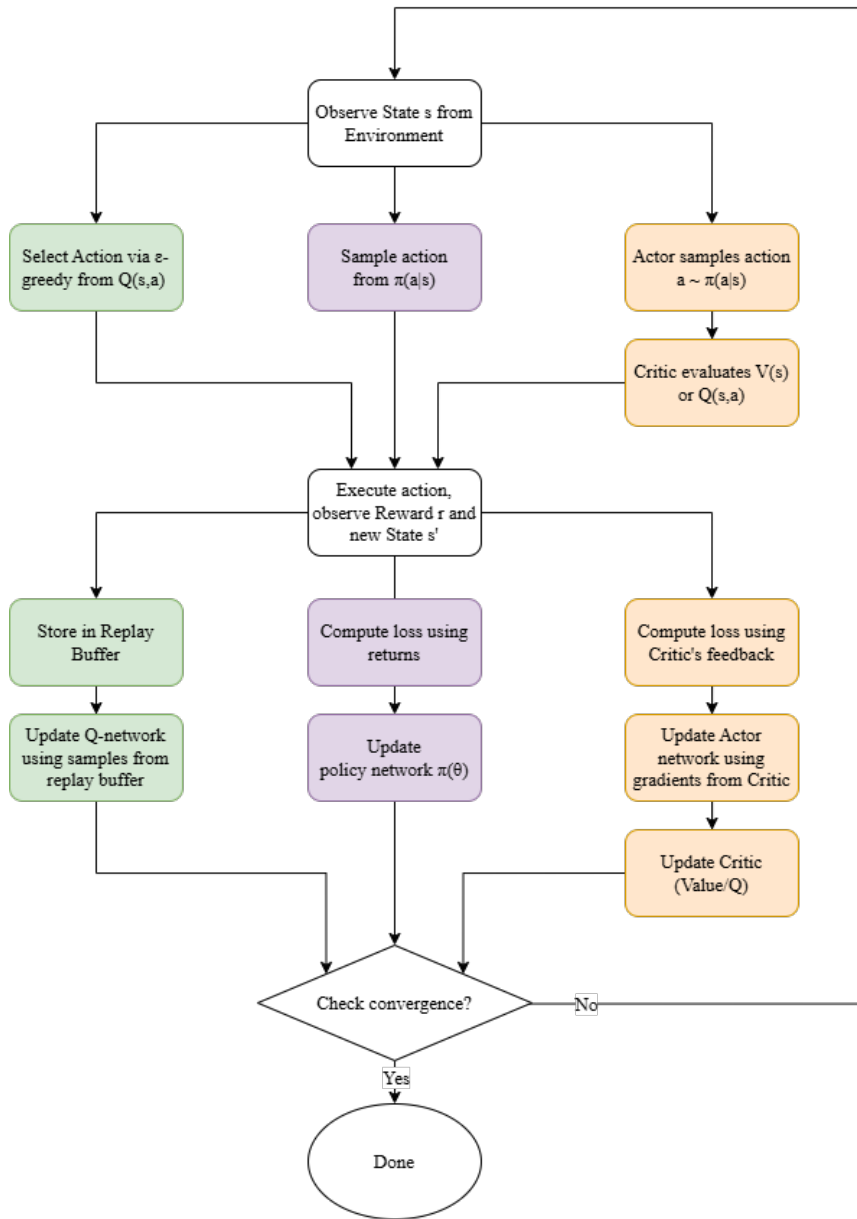 Observe State s from
Environment
Select Action via ε-
greedy from Q(s,a)
Sample action
from π(a|s)
Actor samples action
a ~ π(a|s)
Critic evaluates V(s)
or Q(s,a)
Execute action,
observe Reward r and
new State s'
Store in Replay
Buffer
Compute loss using
returns
Compute loss using
Critic's feedback
Update Q-network
using samples from
replay buffer
Update
policy network π(θ)
Update Actor
network using
gradients from Critic
Update Critic
(Value/Q)
Check convergence?
No
Yes
Done